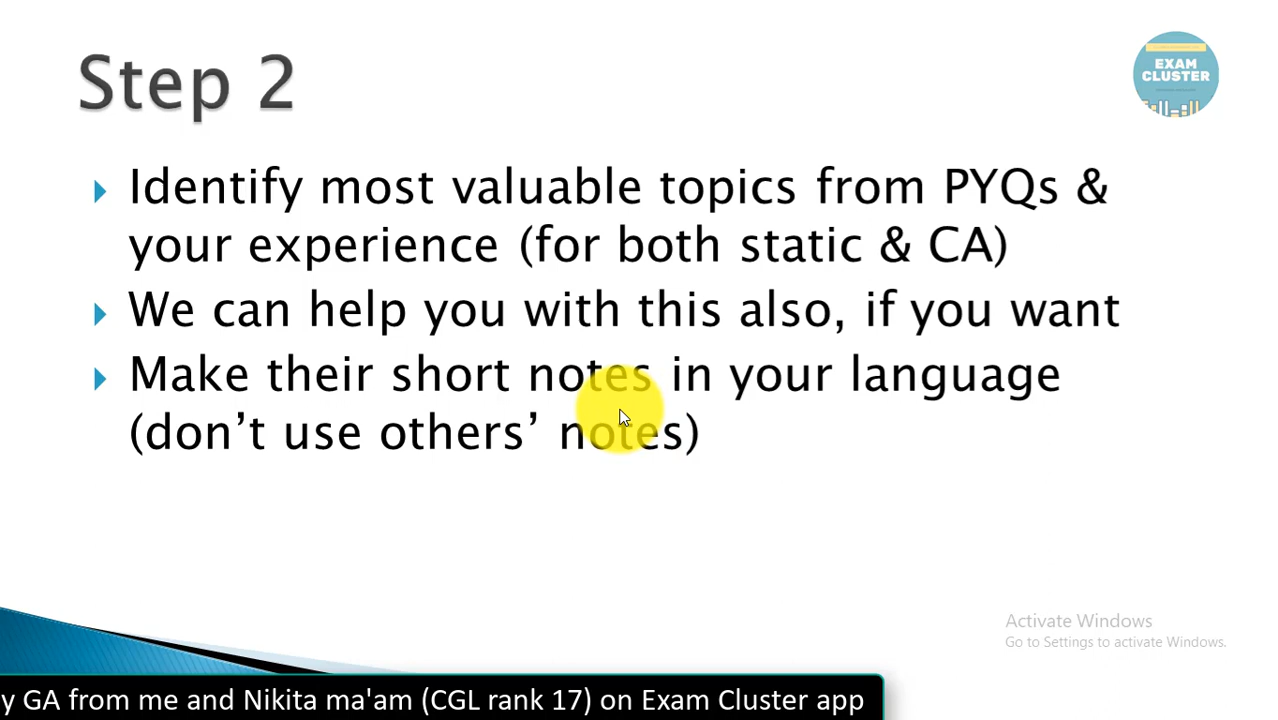 Step 2
EXAM
CLUSTER
Identify most valuable topics from PYQs &
your experience (for both static & CA)
We can help you with this also, if you want
Make their short notes in your language
(don’t use others’ notes)
Activate Windows
Go to Settings to activate Windows.
y GA from me and Nikita ma'am (CGL rank 17) on Exam Cluster app